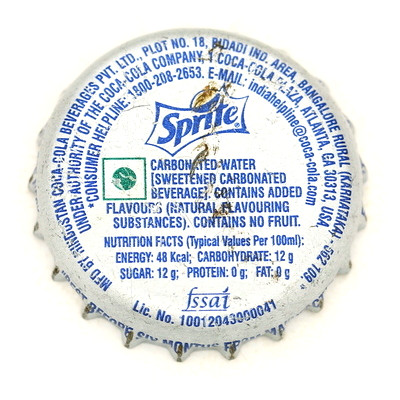 MFD BY HINDUSTAN COCA-COLA BEVERAGES PVT. LTD., PLOT NO. 18, BIDADI IND. AREA, BANGALORE RURAL (KARNATAKA) - 562 109
UNDER AUTHORITY OF THE COCA-COLA COMPANY, 1 COCA-COLA PLAZA, ATLANTA, GA 30313, USA
*CONSUMER HELPLINE: 1800-208-2653. E-MAIL: indiahelpline@coca-cola.com
Sprite
CARBONATED WATER
(SWEETENED CARBONATED
BEVERAGE). CONTAINS ADDED
FLAVOURS (NATURAL FLAVOURING
SUBSTANCES). CONTAINS NO FRUIT.
NUTRITION FACTS (Typical Values Per 100ml):
ENERGY: 48 Kcal; CARBOHYDRATE: 12 g
SUGAR: 12 g; PROTEIN: 0 g; FAT: 0 g
fssai
Lic. No. 10012043000041
BEFORE SIX MONTHS FROM